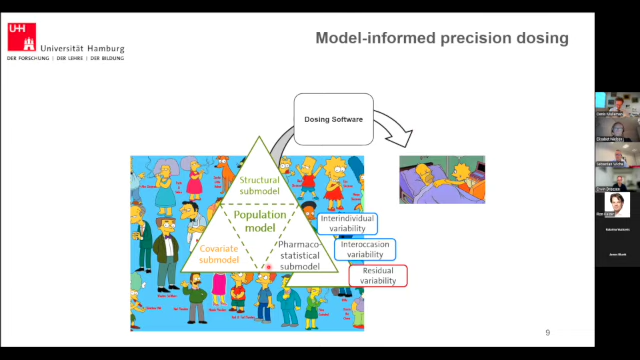 UH
Universität Hamburg
DER FORSCHUNG | DER LEHRE | DER BILDUNG
Model-informed precision dosing
Dosing Software
Structural
submodel
Population
model
Covariate
submodel
Pharmaco-
statistical
submodel
Interindividual
variability
Interoccasion
variability
Residual
variability
9